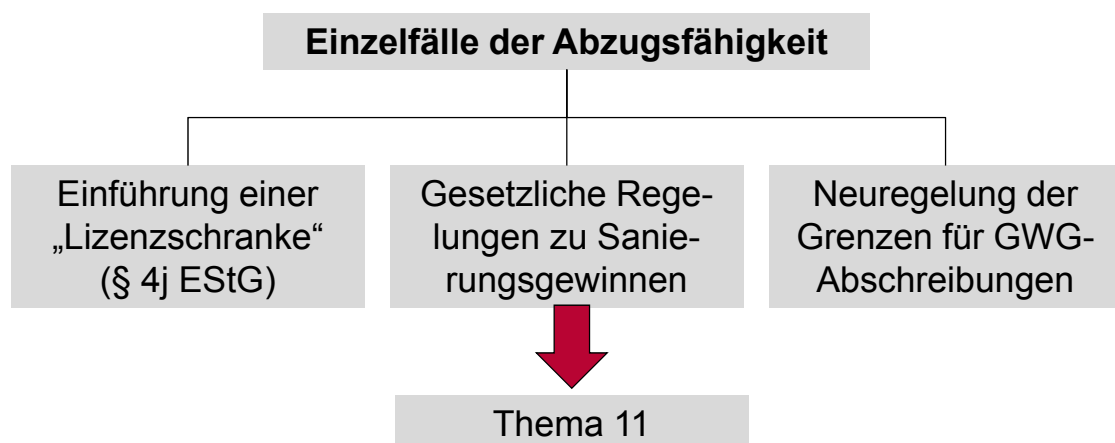 Einzelfälle der Abzugsfähigkeit
Einführung einer
„Lizenzschranke“
(§ 4j EStG)
Gesetzliche Rege-
lungen zu Sanie-
rungsgewinnen
Neuregelung der
Grenzen für GWG-
Abschreibungen
Thema 11